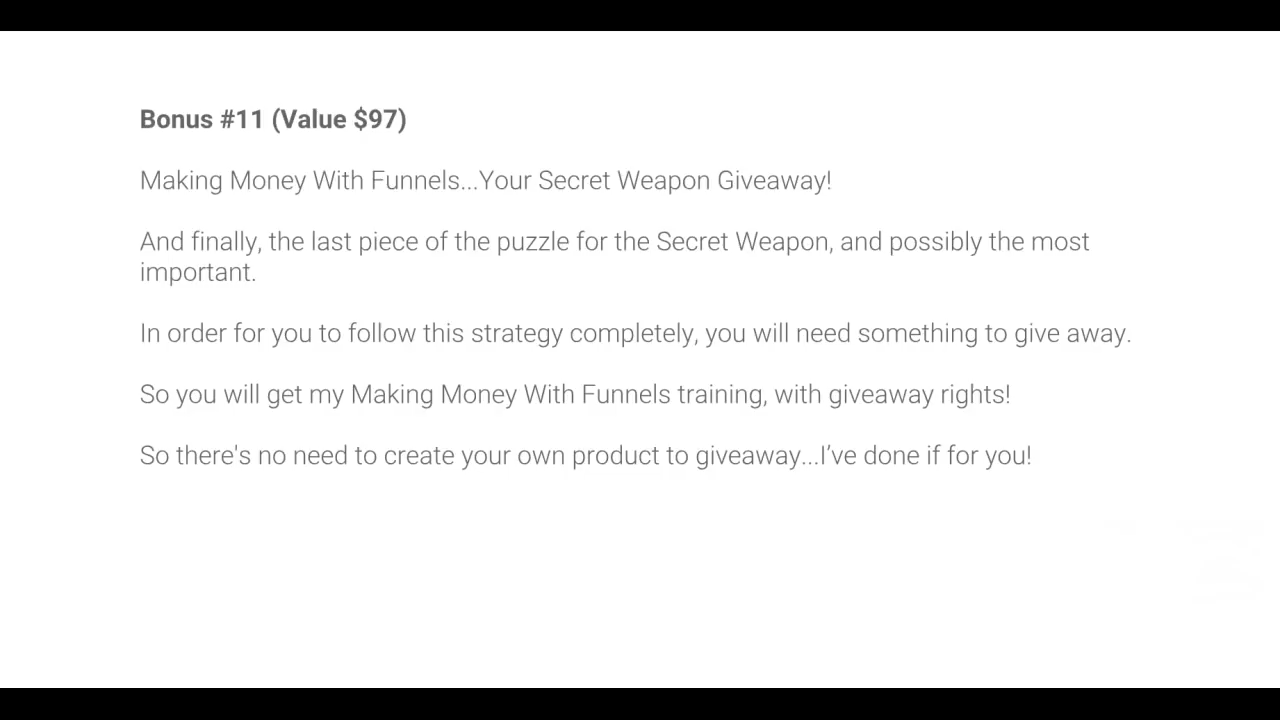 Bonus #11 (Value $97)
Making Money With Funnels...Your Secret Weapon Giveaway!
And finally, the last piece of the puzzle for the Secret Weapon, and possibly the most
important.
In order for you to follow this strategy completely, you will need something to give away.
So you will get my Making Money With Funnels training, with giveaway rights!
So there's no need to create your own product to giveaway...I’ve done if for you!